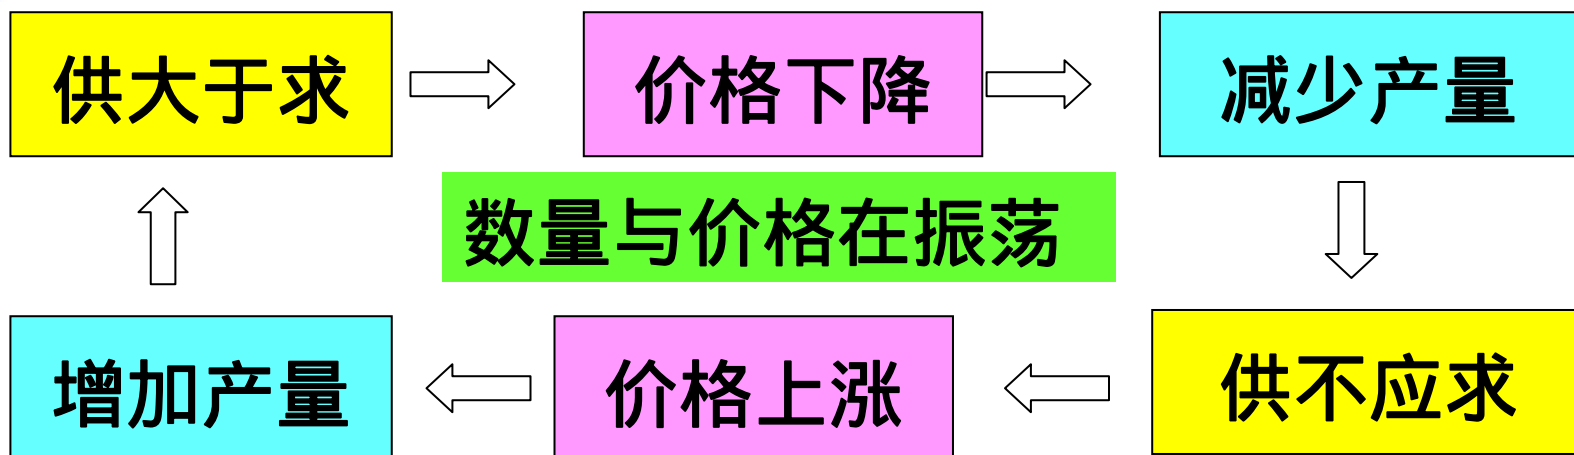 供大于求
价格下降
减少产量
数量与价格在振荡
增加产量
价格上涨
供不应求